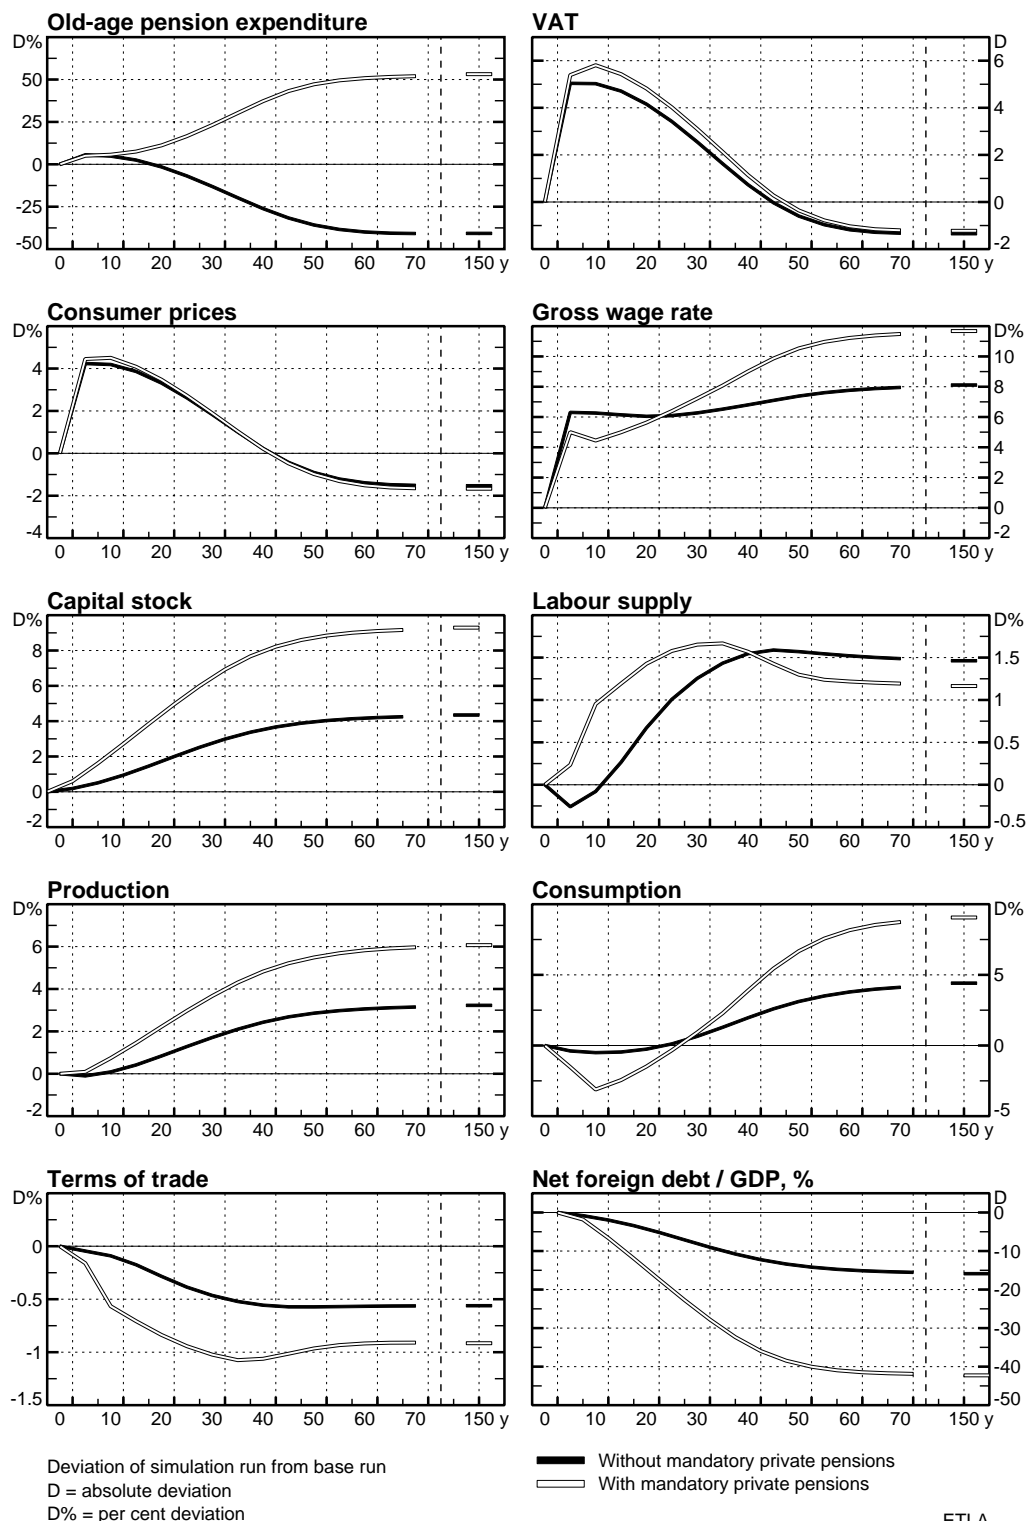 Old-age pension expenditure
D%
50
25
0
-25
-50
0 10 20 30 40 50 60 70 150 y
VAT
D
6
4
2
0
-2
0 10 20 30 40 50 60 70 150 y
Consumer prices
D%
4
2
0
-2
-4
0 10 20 30 40 50 60 70 150 y
Gross wage rate
D%
10
8
6
4
2
0
-2
0 10 20 30 40 50 60 70 150 y
Capital stock
D%
8
6
4
2
0
-2
0 10 20 30 40 50 60 70 150 y
Labour supply
D%
1.5
1
0.5
0
-0.5
0 10 20 30 40 50 60 70 150 y
Production
D%
6
4
2
0
-2
0 10 20 30 40 50 60 70 150 y
Consumption
D%
5
0
-5
0 10 20 30 40 50 60 70 150 y
Terms of trade
D%
0
-0.5
-1
-1.5
0 10 20 30 40 50 60 70 150 y
Net foreign debt / GDP, %
D
0
-10
-20
-30
-40
-50
0 10 20 30 40 50 60 70 150 y
Deviation of simulation run from base run
D = absolute deviation
D% = per cent deviation
Without mandatory private pensions
With mandatory private pensions
ETLA